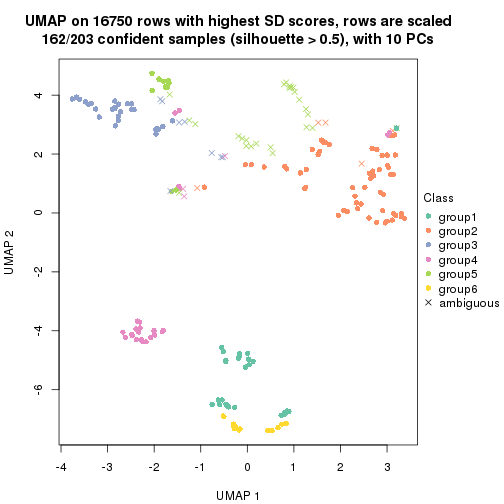 UMAP on 16750 rows with highest SD scores, rows are scaled
162/203 confident samples (silhouette > 0.5), with 10 PCs
4
2
0
-2
-4
-6
UMAP 2
-4
-3
-2
-1
0
1
2
3
UMAP 1
Class
group1
group2
group3
group4
group5
group6
ambiguous